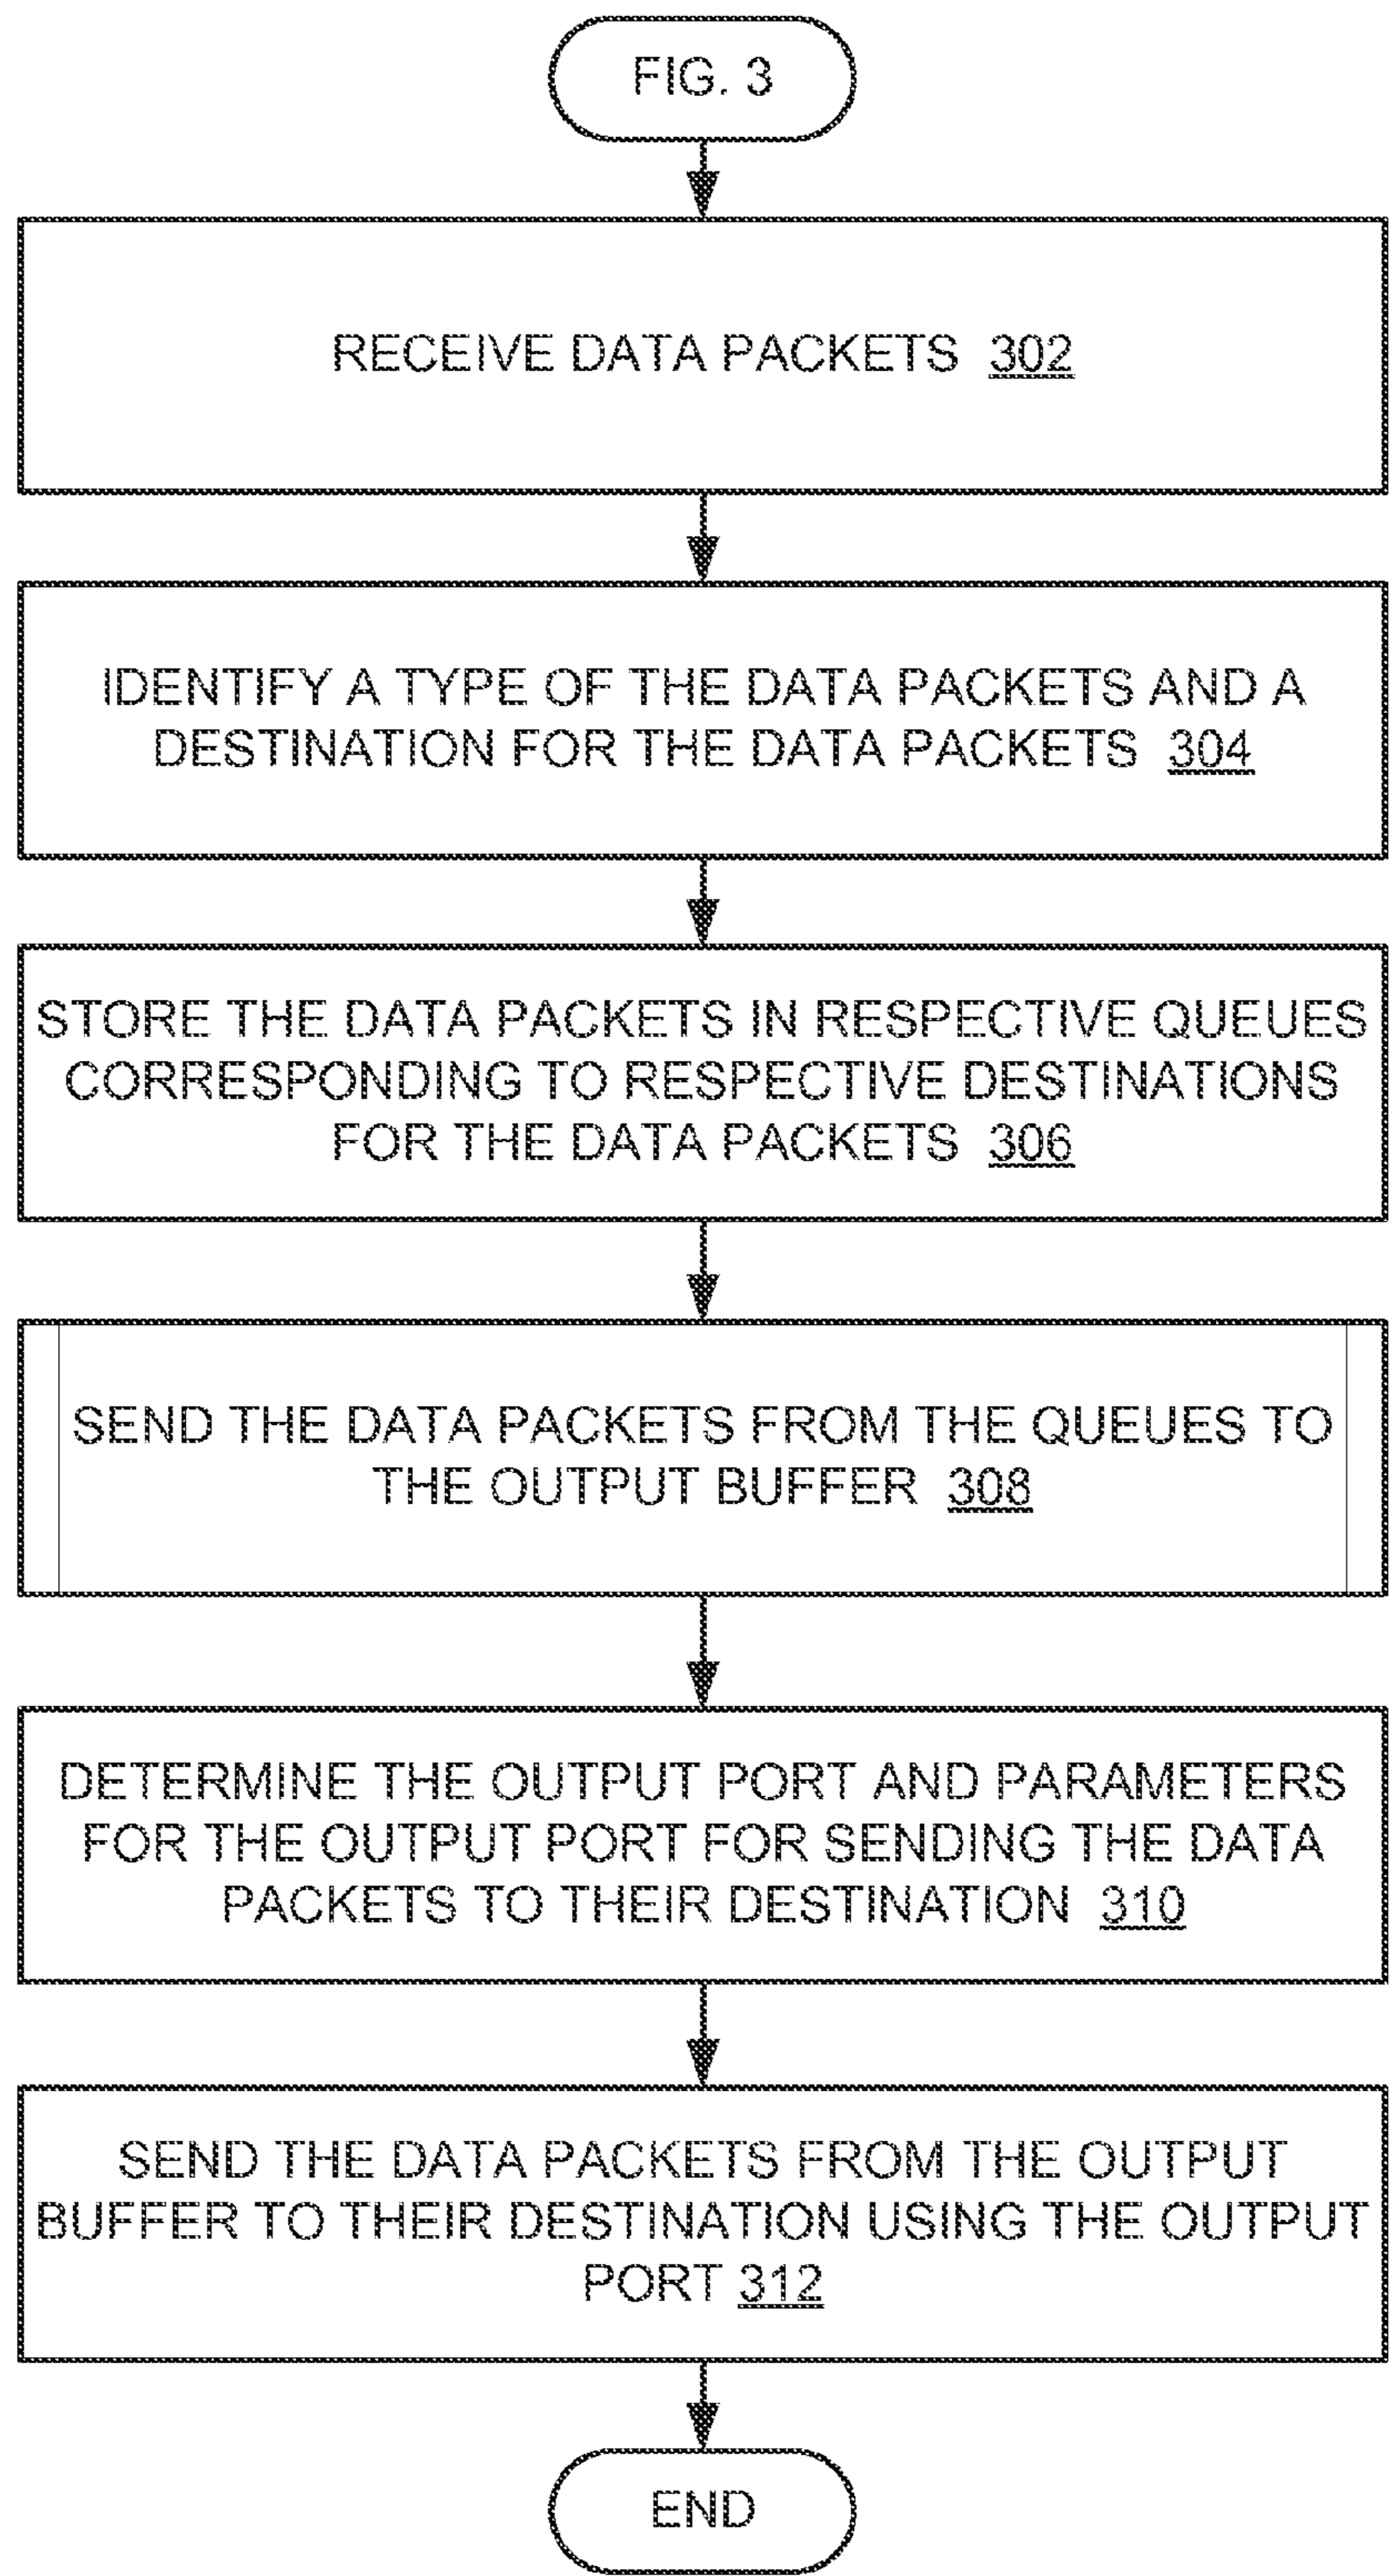 FIG. 3
RECEIVE DATA PACKETS 302
IDENTIFY A TYPE OF THE DATA PACKETS AND A
DESTINATION FOR THE DATA PACKETS 304
STORE THE DATA PACKETS IN RESPECTIVE QUEUES
CORRESPONDING TO RESPECTIVE DESTINATIONS
FOR THE DATA PACKETS 306
SEND THE DATA PACKETS FROM THE QUEUES TO
THE OUTPUT BUFFER 308
DETERMINE THE OUTPUT PORT AND PARAMETERS
FOR THE OUTPUT PORT FOR SENDING THE DATA
PACKETS TO THEIR DESTINATION 310
SEND THE DATA PACKETS FROM THE OUTPUT
BUFFER TO THEIR DESTINATION USING THE OUTPUT
PORT 312
END